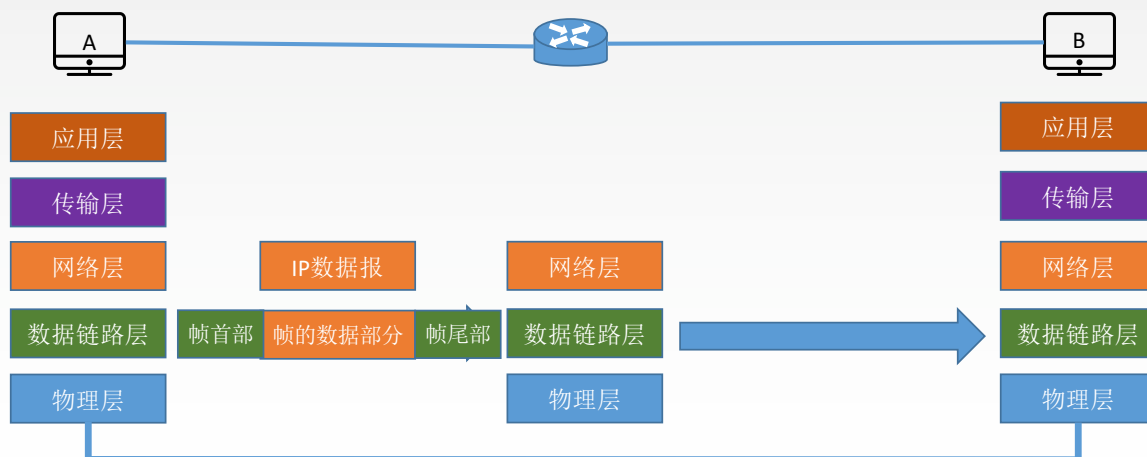 A
B
应用层
应用层
传输层
传输层
网络层
IP数据报
网络层
网络层
数据链路层
帧首部
帧的数据部分
帧尾部
数据链路层
数据链路层
物理层
物理层
物理层